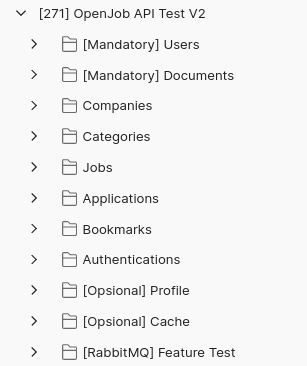 [271] OpenJob API Test V2
[Mandatory] Users
[Mandatory] Documents
Companies
Categories
Jobs
Applications
Bookmarks
Authentications
[Opsional] Profile
[Opsional] Cache
[RabbitMQ] Feature Test